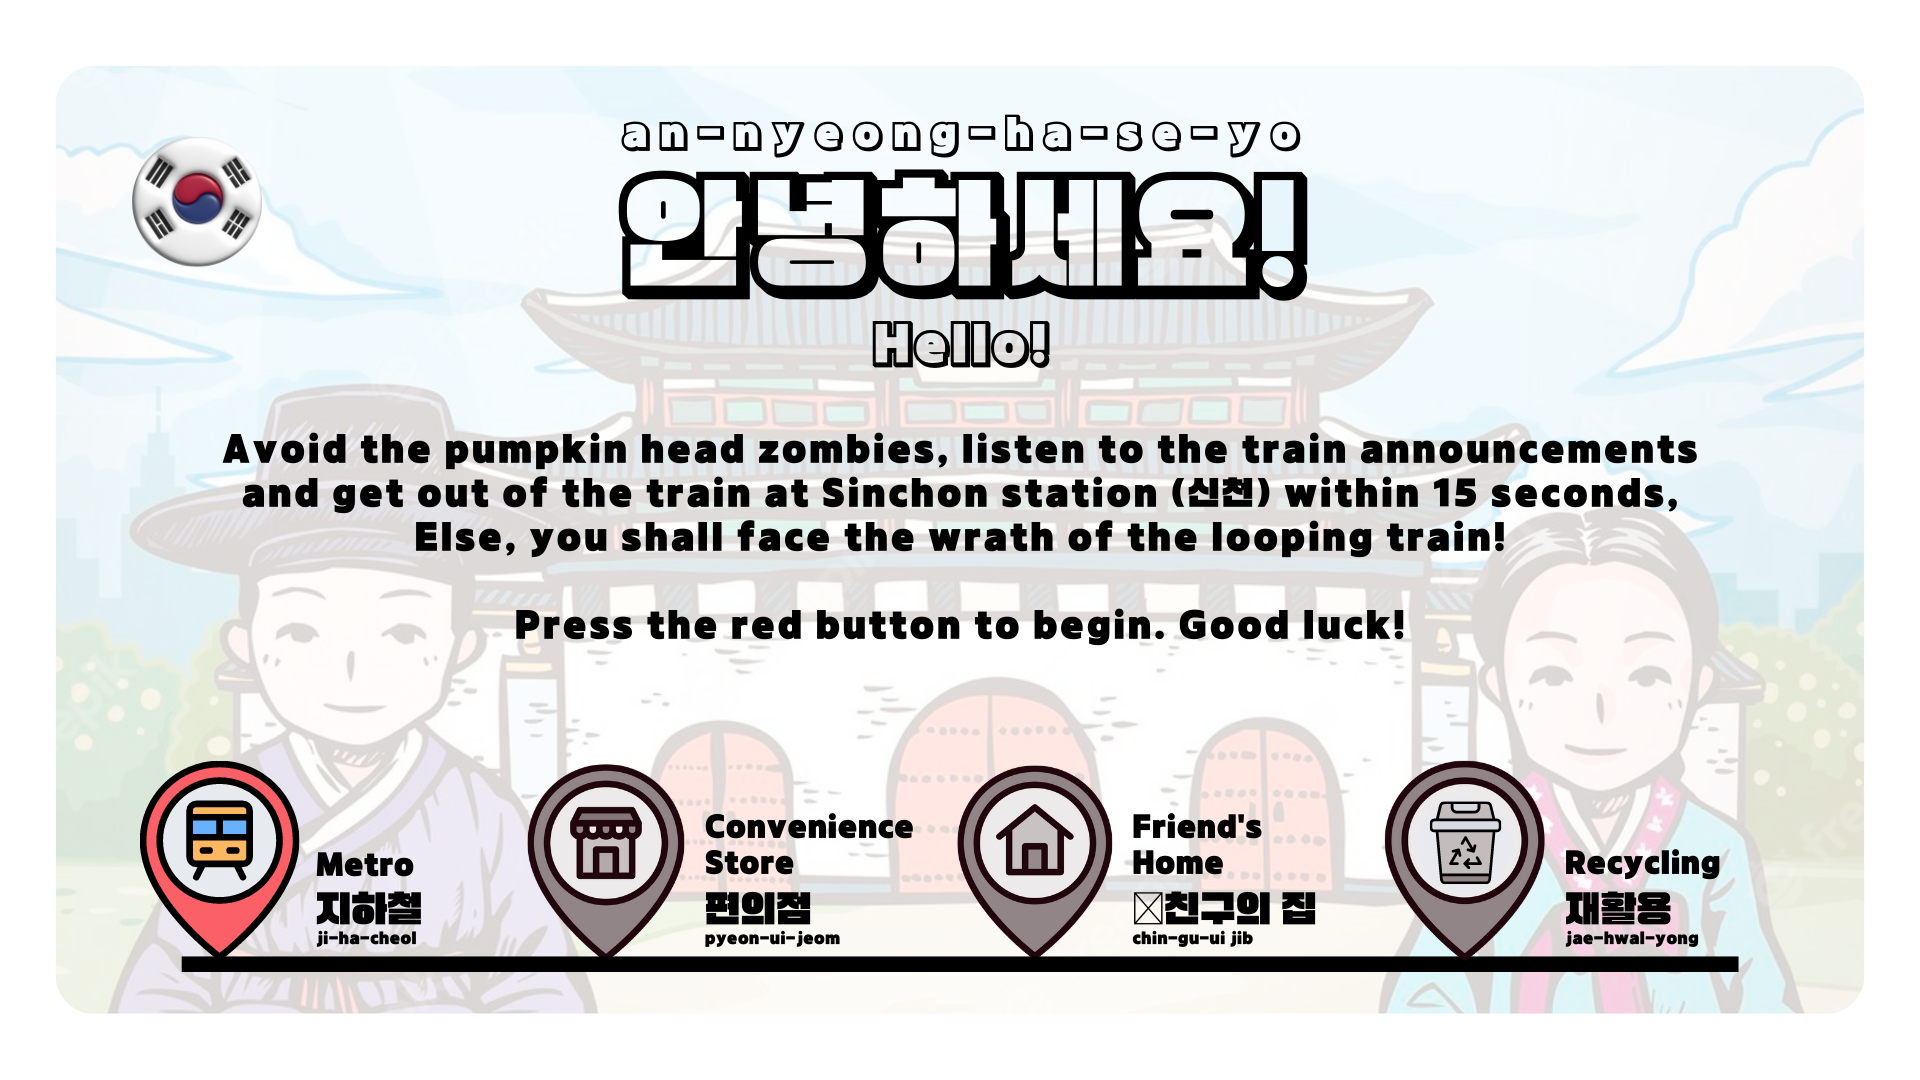 an-nyeong-ha-se-yo
안녕하세요!
Hello!
Avoid the pumpkin head zombies, listen to the train announcements
and get out of the train at Sinchon station (신천) within 15 seconds,
Else, you shall face the wrath of the looping train!
Press the red button to begin. Good luck!
Metro
지하철
ji-ha-cheol
Convenience
Store
편의점
pyeon-ui-jeom
Friend's
Home
친구의 집
chin-gu-ui jib
Recycling
재활용
jae-hwal-yong